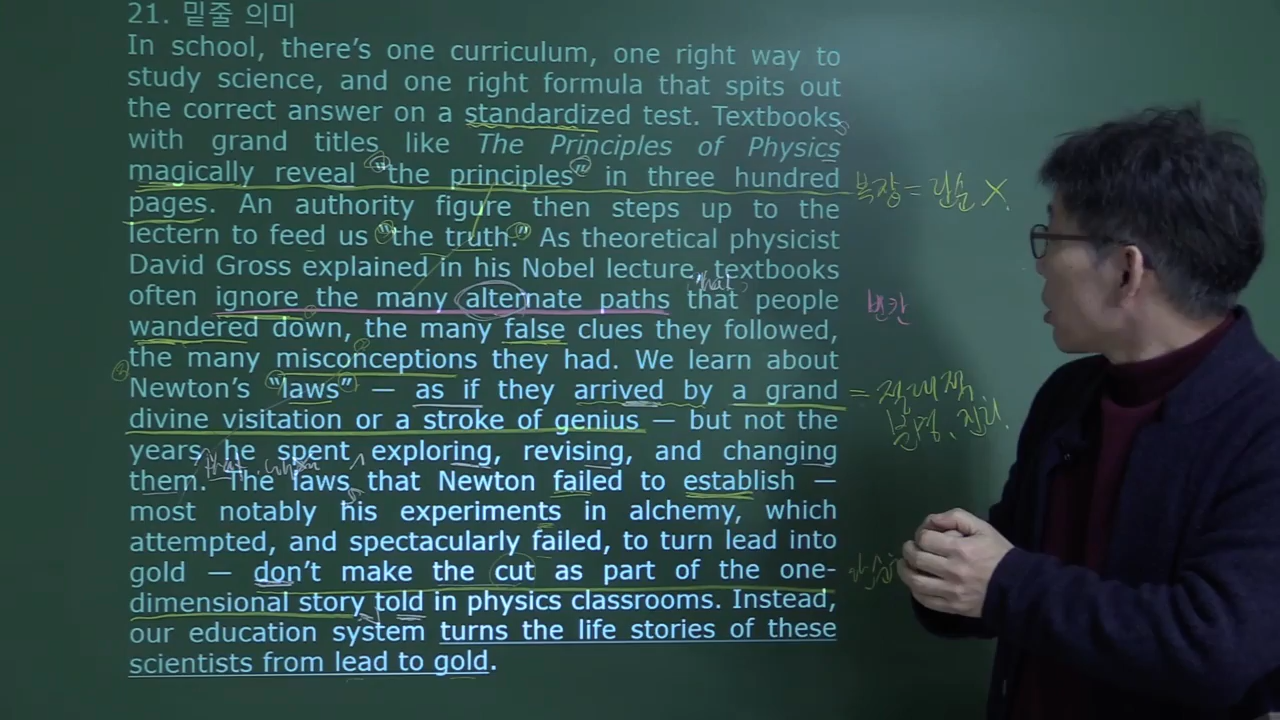 21. 밑줄 의미
In school, there's one curriculum, one right way to
study science, and one right formula that spits out
the correct answer on a standardized test. Textbooks
with grand titles like The Principles of Physics
magically reveal "the principles" in three hundred
복잡 = 단순 X
pages. An authority figure then steps up to the
lectern to feed us "the truth." As theoretical physicist
David Gross explained in his Nobel lecture, textbooks
that
often ignore the many alternate paths that people
wandered down, the many false clues they followed,
the many misconceptions they had. We learn about
Newton's "laws" — as if they arrived by a grand
divine visitation or a stroke of genius — but not the
years he spent exploring, revising, and changing
that. whom
them. The laws that Newton failed to establish —
most notably his experiments in alchemy, which
attempted, and spectacularly failed, to turn lead into
gold — don't make the cut as part of the one-
dimensional story told in physics classrooms. Instead,
our education system turns the life stories of these
scientists from lead to gold.